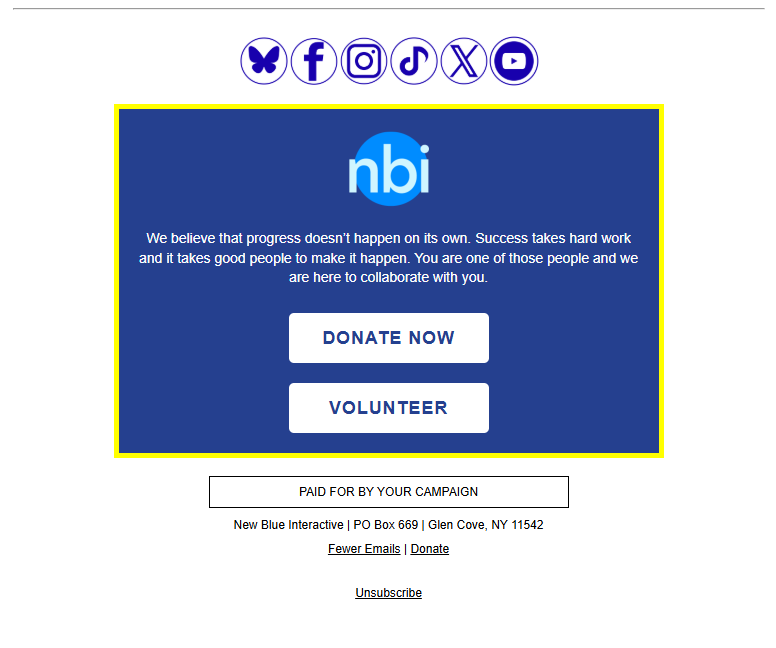 nbi
We believe that progress doesn’t happen on its own. Success takes hard work
and it takes good people to make it happen. You are one of those people and we
are here to collaborate with you.
DONATE NOW
VOLUNTEER
PAID FOR BY YOUR CAMPAIGN
New Blue Interactive | PO Box 669 | Glen Cove, NY 11542
Fewer Emails | Donate
Unsubscribe